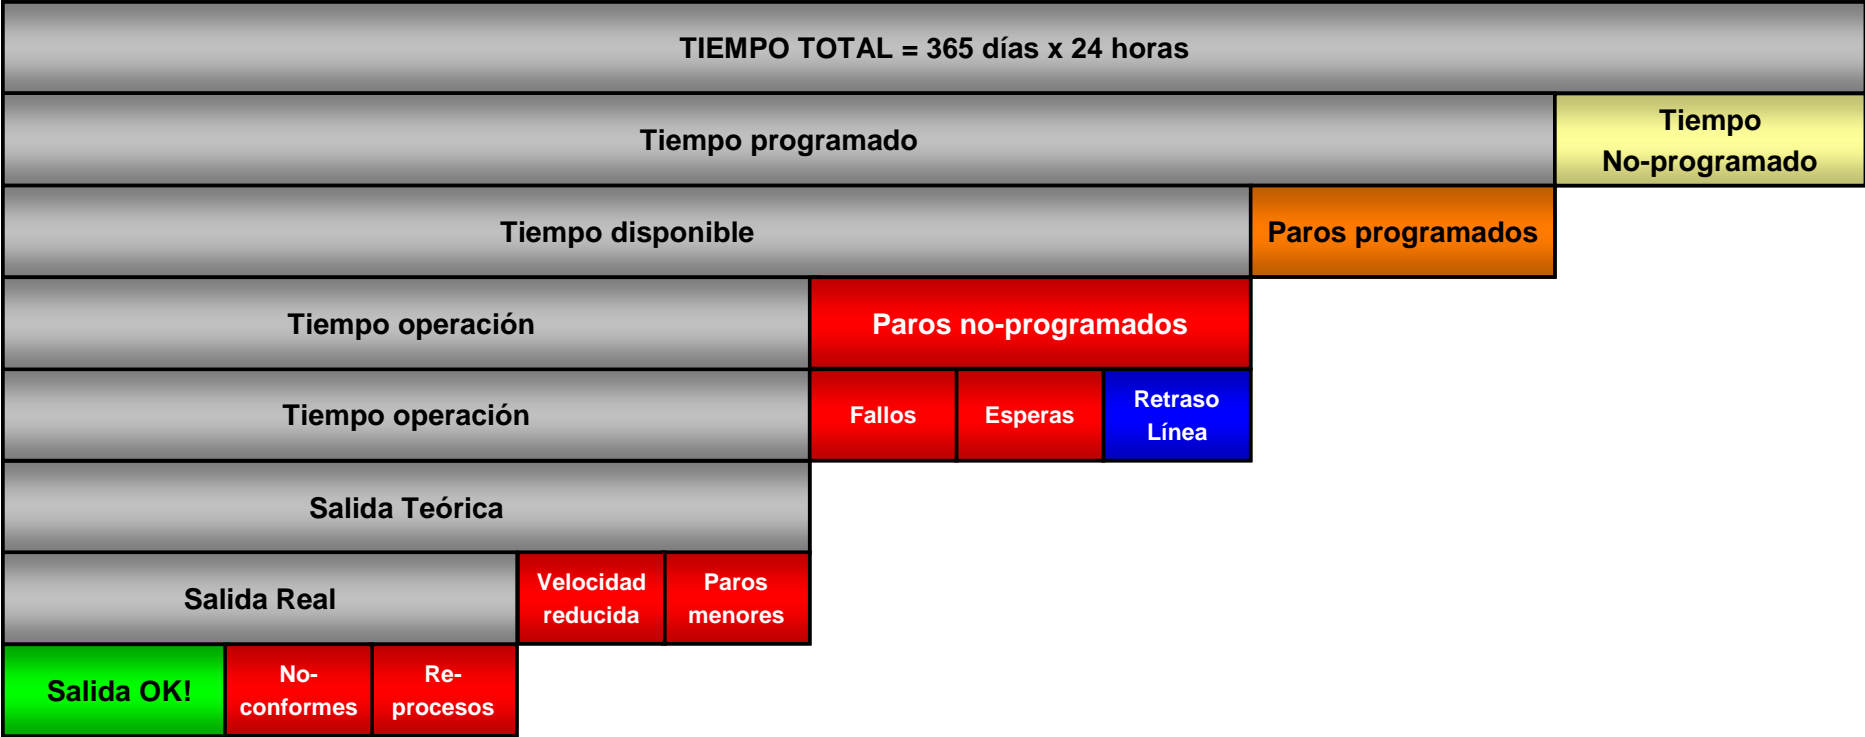 TIEMPO TOTAL = 365 días x 24 horas
Tiempo programado
Tiempo
No-programado
Tiempo disponible
Paros programados
Tiempo operación
Paros no-programados
Tiempo operación
Fallos
Esperas
Retraso
Línea
Salida Teórica
Salida Real
Velocidad
reducida
Paros
menores
Salida OK!
No-
conformes
Re-
procesos